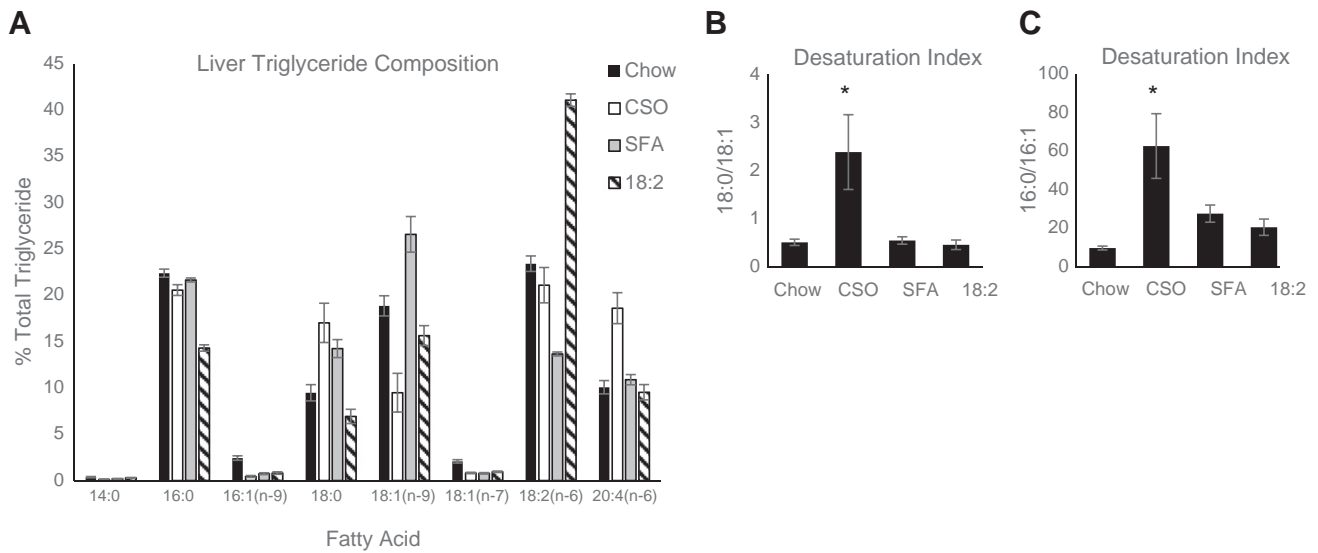 A
Liver Triglyceride Composition
% Total Triglyceride
45
40
35
30
25
20
15
10
5
0
Chow
CSO
SFA
18:2
14:0 16:0 16:1(n-9) 18:0 18:1(n-9) 18:1(n-7) 18:2(n-6) 20:4(n-6)
Fatty Acid
B
Desaturation Index
18:0/18:1
4
3
2
1
0
*
Chow CSO SFA 18:2
C
Desaturation Index
16:0/16:1
100
80
60
40
20
0
*
Chow CSO SFA 18:2